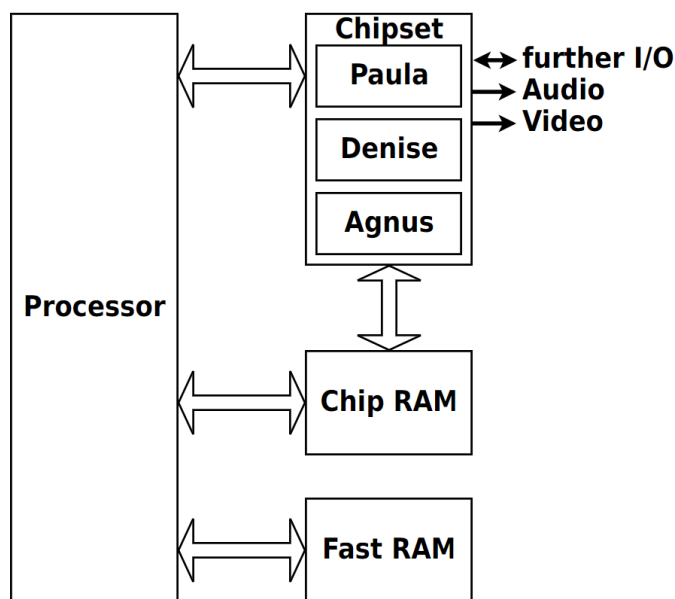 Chipset
Paula
further I/O
Audio
Video
Denise
Agnus
Processor
Chip RAM
Fast RAM